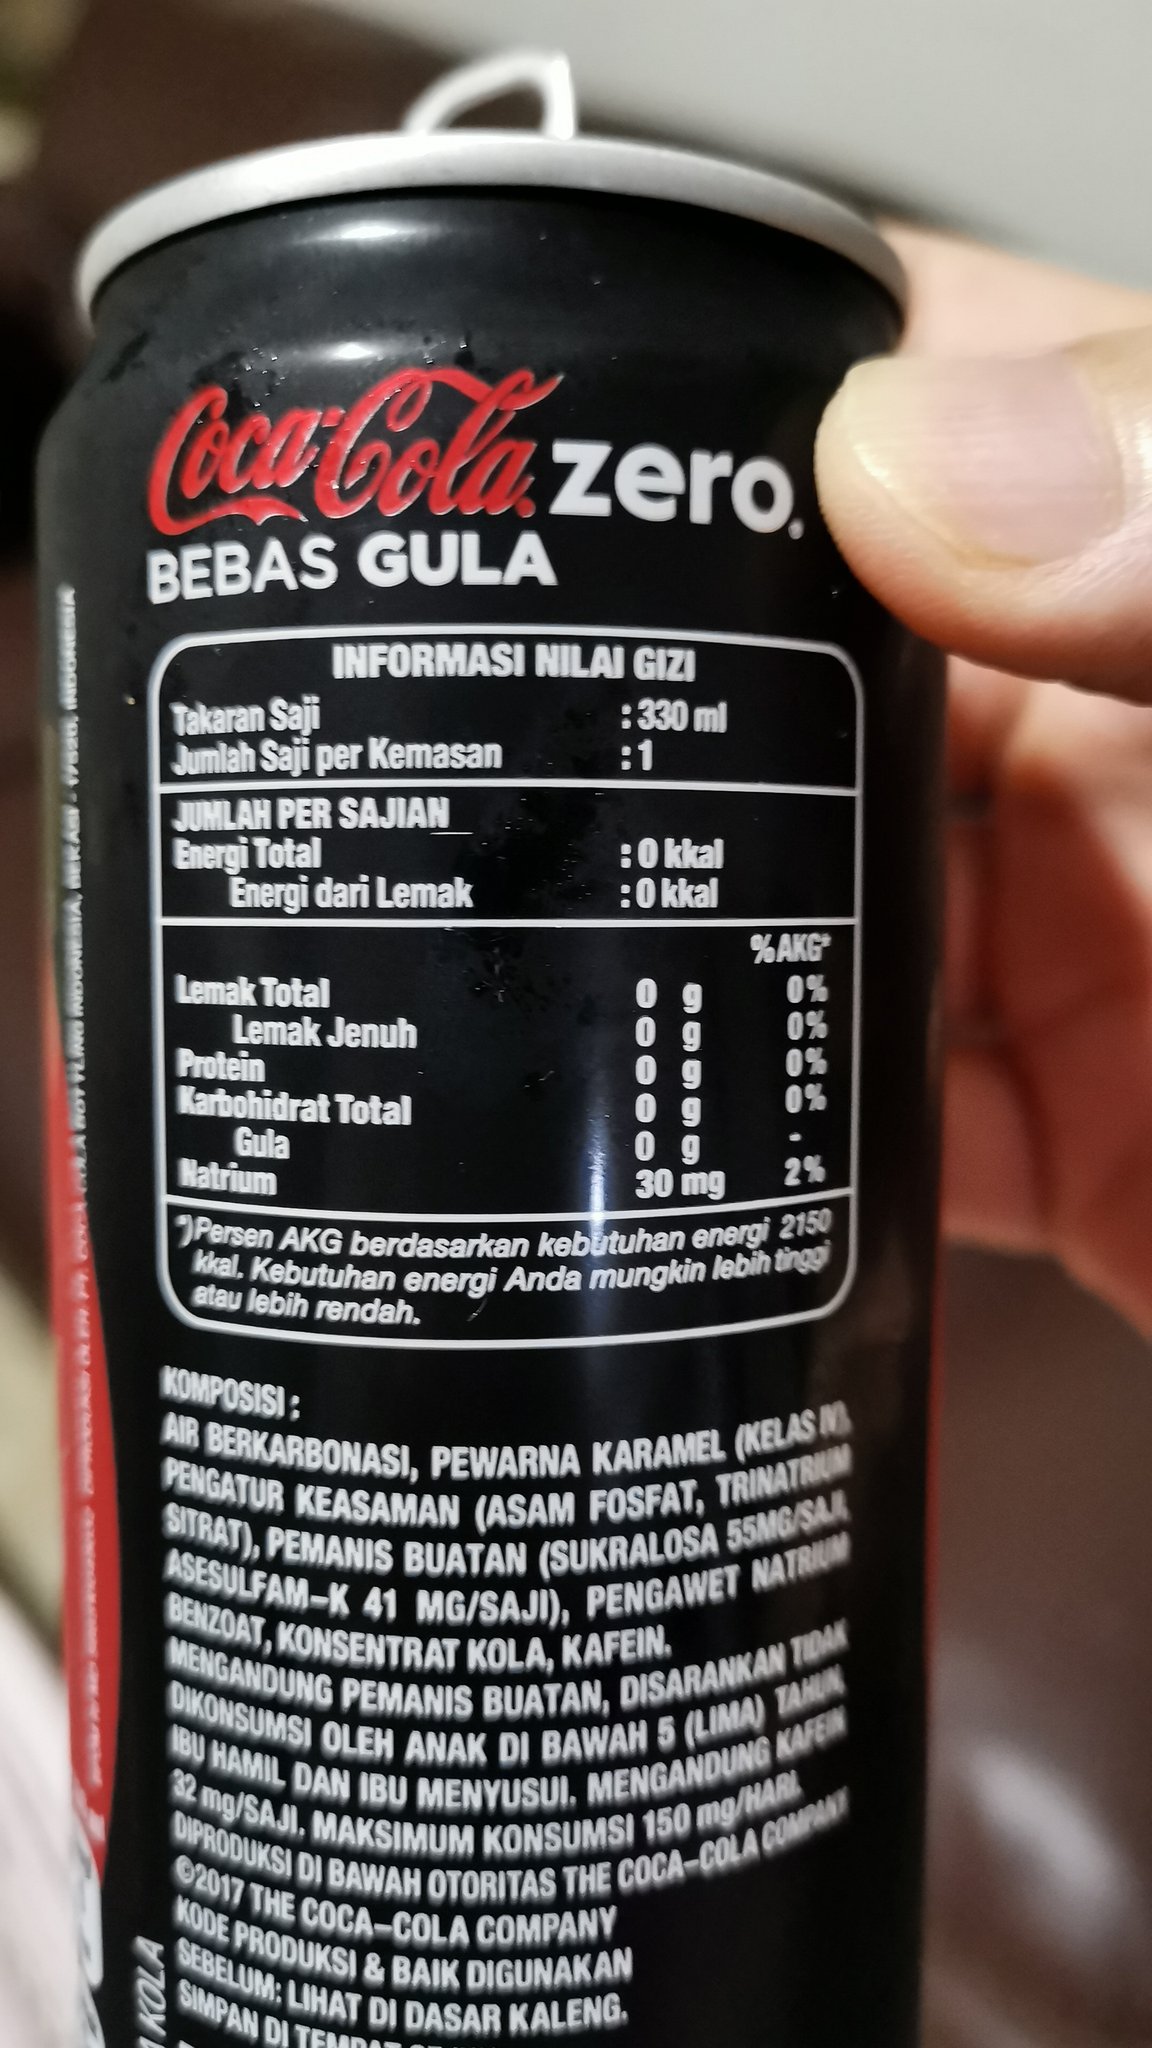 Coca-Cola zero
BEBAS GULA
INFORMASI NILAI GIZI
Takaran Saji : 330 ml
Jumlah Saji per Kemasan : 1
JUMLAH PER SAJIAN
Energi Total : 0 kkal
Energi dari Lemak : 0 kkal
%AKG*
Lemak Total 0 g 0%
Lemak Jenuh 0 g 0%
Protein 0 g 0%
Karbohidrat Total 0 g 0%
Gula 0 g -
Natrium 30 mg 2%
*)Persen AKG berdasarkan kebutuhan energi 2150
kkal. Kebutuhan energi Anda mungkin lebih tinggi
atau lebih rendah.
KOMPOSISI :
AIR BERKARBONASI, PEWARNA KARAMEL (KELAS IV),
PENGATUR KEASAMAN (ASAM FOSFAT, TRINATRIUM
SITRAT), PEMANIS BUATAN (SUKRALOSA 55MG/SAJI,
ASESULFAM-K 41 MG/SAJI), PENGAWET NATRIUM
BENZOAT, KONSENTRAT KOLA, KAFEIN.
MENGANDUNG PEMANIS BUATAN, DISARANKAN TIDAK
DIKONSUMSI OLEH ANAK DI BAWAH 5 (LIMA) TAHUN,
IBU HAMIL DAN IBU MENYUSUI. MENGANDUNG KAFEIN
32 mg/SAJI. MAKSIMUM KONSUMSI 150 mg/HARI.
DIPRODUKSI DI BAWAH OTORITAS THE COCA-COLA COMPANY
©2017 THE COCA-COLA COMPANY
KODE PRODUKSI & BAIK DIGUNAKAN
SEBELUM: LIHAT DI DASAR KALENG.
SIMPAN DI TEMPAT
KOLA